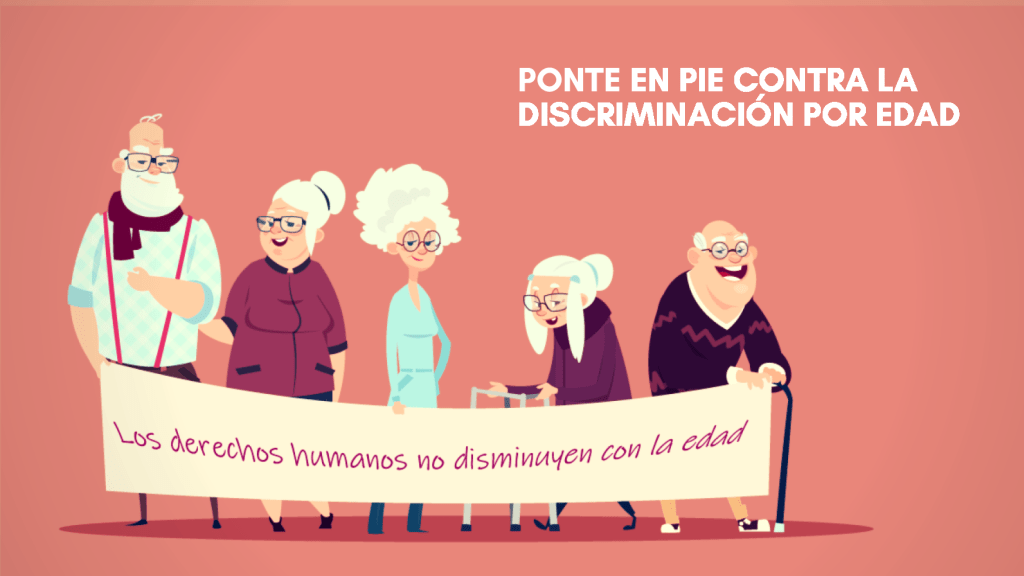 PONTE EN PIE CONTRA LA
DISCRIMINACIÓN POR EDAD
Los derechos humanos no disminuyen con la edad